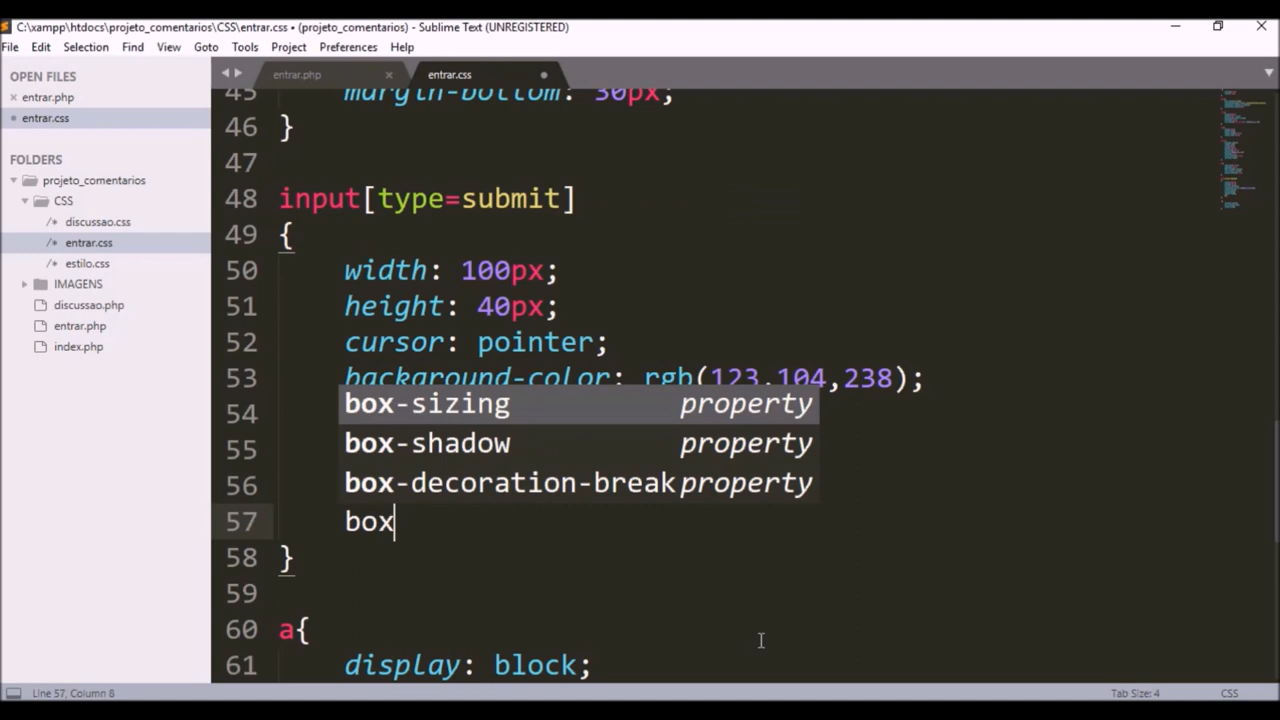 C:\xampp\htdocs\projeto_comentarios\CSS\entrar.css • (projeto_comentarios) - Sublime Text (UNREGISTERED)
File Edit Selection Find View Goto Tools Project Preferences Help
OPEN FILES
entrar.php
entrar.css
FOLDERS
projeto_comentarios
CSS
/* discussao.css
/* entrar.css
/* estilo.css
IMAGENS
discussao.php
entrar.php
index.php
entrar.php entrar.css
45 margin-bottom: 30px;
46 }
47
48 input[type=submit]
49 {
50 width: 100px;
51 height: 40px;
52 cursor: pointer;
53 background-color: rgb(123,104,238);
54 box-sizing property
55 box-shadow property
56 box-decoration-break property
57 box
58 }
59
60 a{
61 display: block;
Line 57, Column 8 Tab Size: 4 CSS